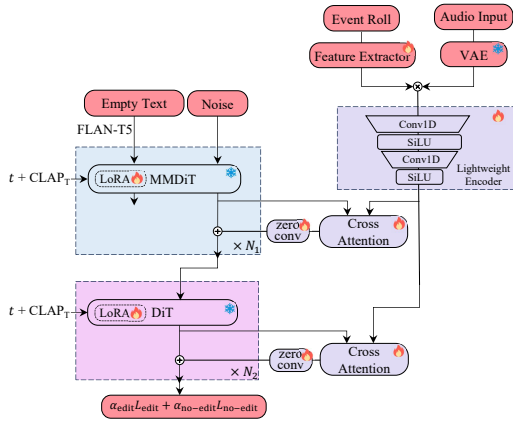 Event Roll
Audio Input
Feature Extractor
VAE
Empty Text
Noise
FLAN-T5
Conv1D
SiLU
Conv1D
SiLU
Lightweight
Encoder
t + CLAP_T
LoRA
MMDiT
zero
conv
Cross
Attention
× N_1
t + CLAP_T
LoRA
DiT
zero
conv
Cross
Attention
× N_2
α_edit L_edit + α_no−edit L_no−edit